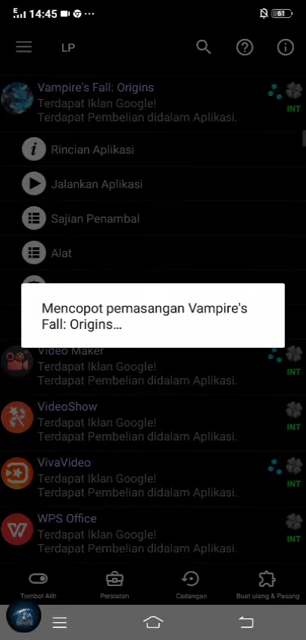 14:45
61
LP
Vampire's Fall: Origins
Terdapat Iklan Google!
Terdapat Pembelian didalam Aplikasi.
INT
Rincian Aplikasi
Jalankan Aplikasi
Sajian Penambal
Alat
Mencopot pemasangan Vampire's
Fall: Origins...
Video Maker
Terdapat Iklan Google!
Terdapat Pembelian didalam Aplikasi.
INT
VideoShow
Terdapat Iklan Google!
Terdapat Pembelian didalam Aplikasi.
INT
VivaVideo
Terdapat Iklan Google!
Terdapat Pembelian didalam Aplikasi.
INT
WPS Office
Terdapat Iklan Google!
Terdapat Pembelian didalam Aplikasi.
INT
Tombol Alih
Peralatan
Cadangan
Buat ulang & Pasang